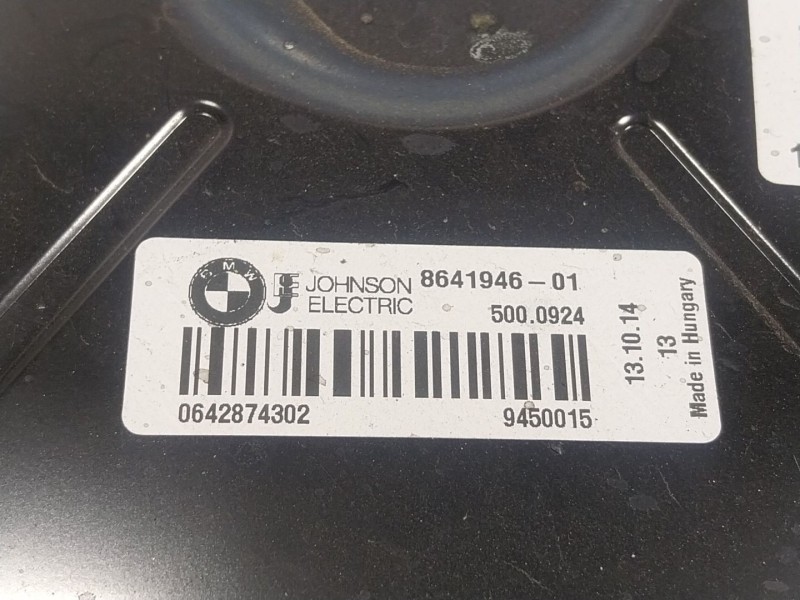 BMW
JOHNSON
ELECTRIC
8641946-01
500.0924
0642874302
9450015
13.10.14
13
Made in Hungary